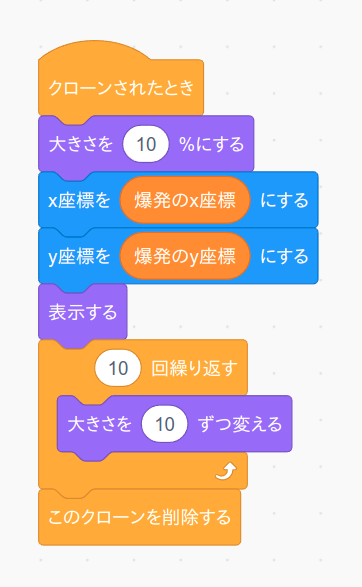 クローンされたとき
大きさを 10 %にする
x座標を 爆発のx座標 にする
y座標を 爆発のy座標 にする
表示する
10 回繰り返す
大きさを 10 ずつ変える
このクローンを削除する